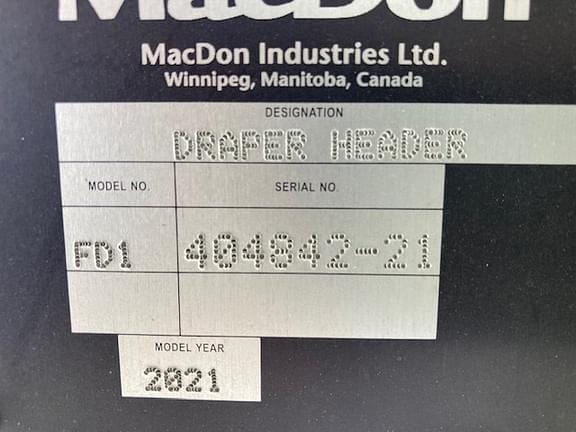 MacDon
MacDon Industries Ltd.
Winnipeg, Manitoba, Canada
DESIGNATION
DRAPER HEADER
MODEL NO.
SERIAL NO.
FD1
404842-21
MODEL YEAR
2021